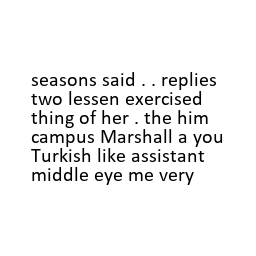 seasons said . . replies
two lessen exercised
thing of her . the him
campus Marshall a you
Turkish like assistant
middle eye me very